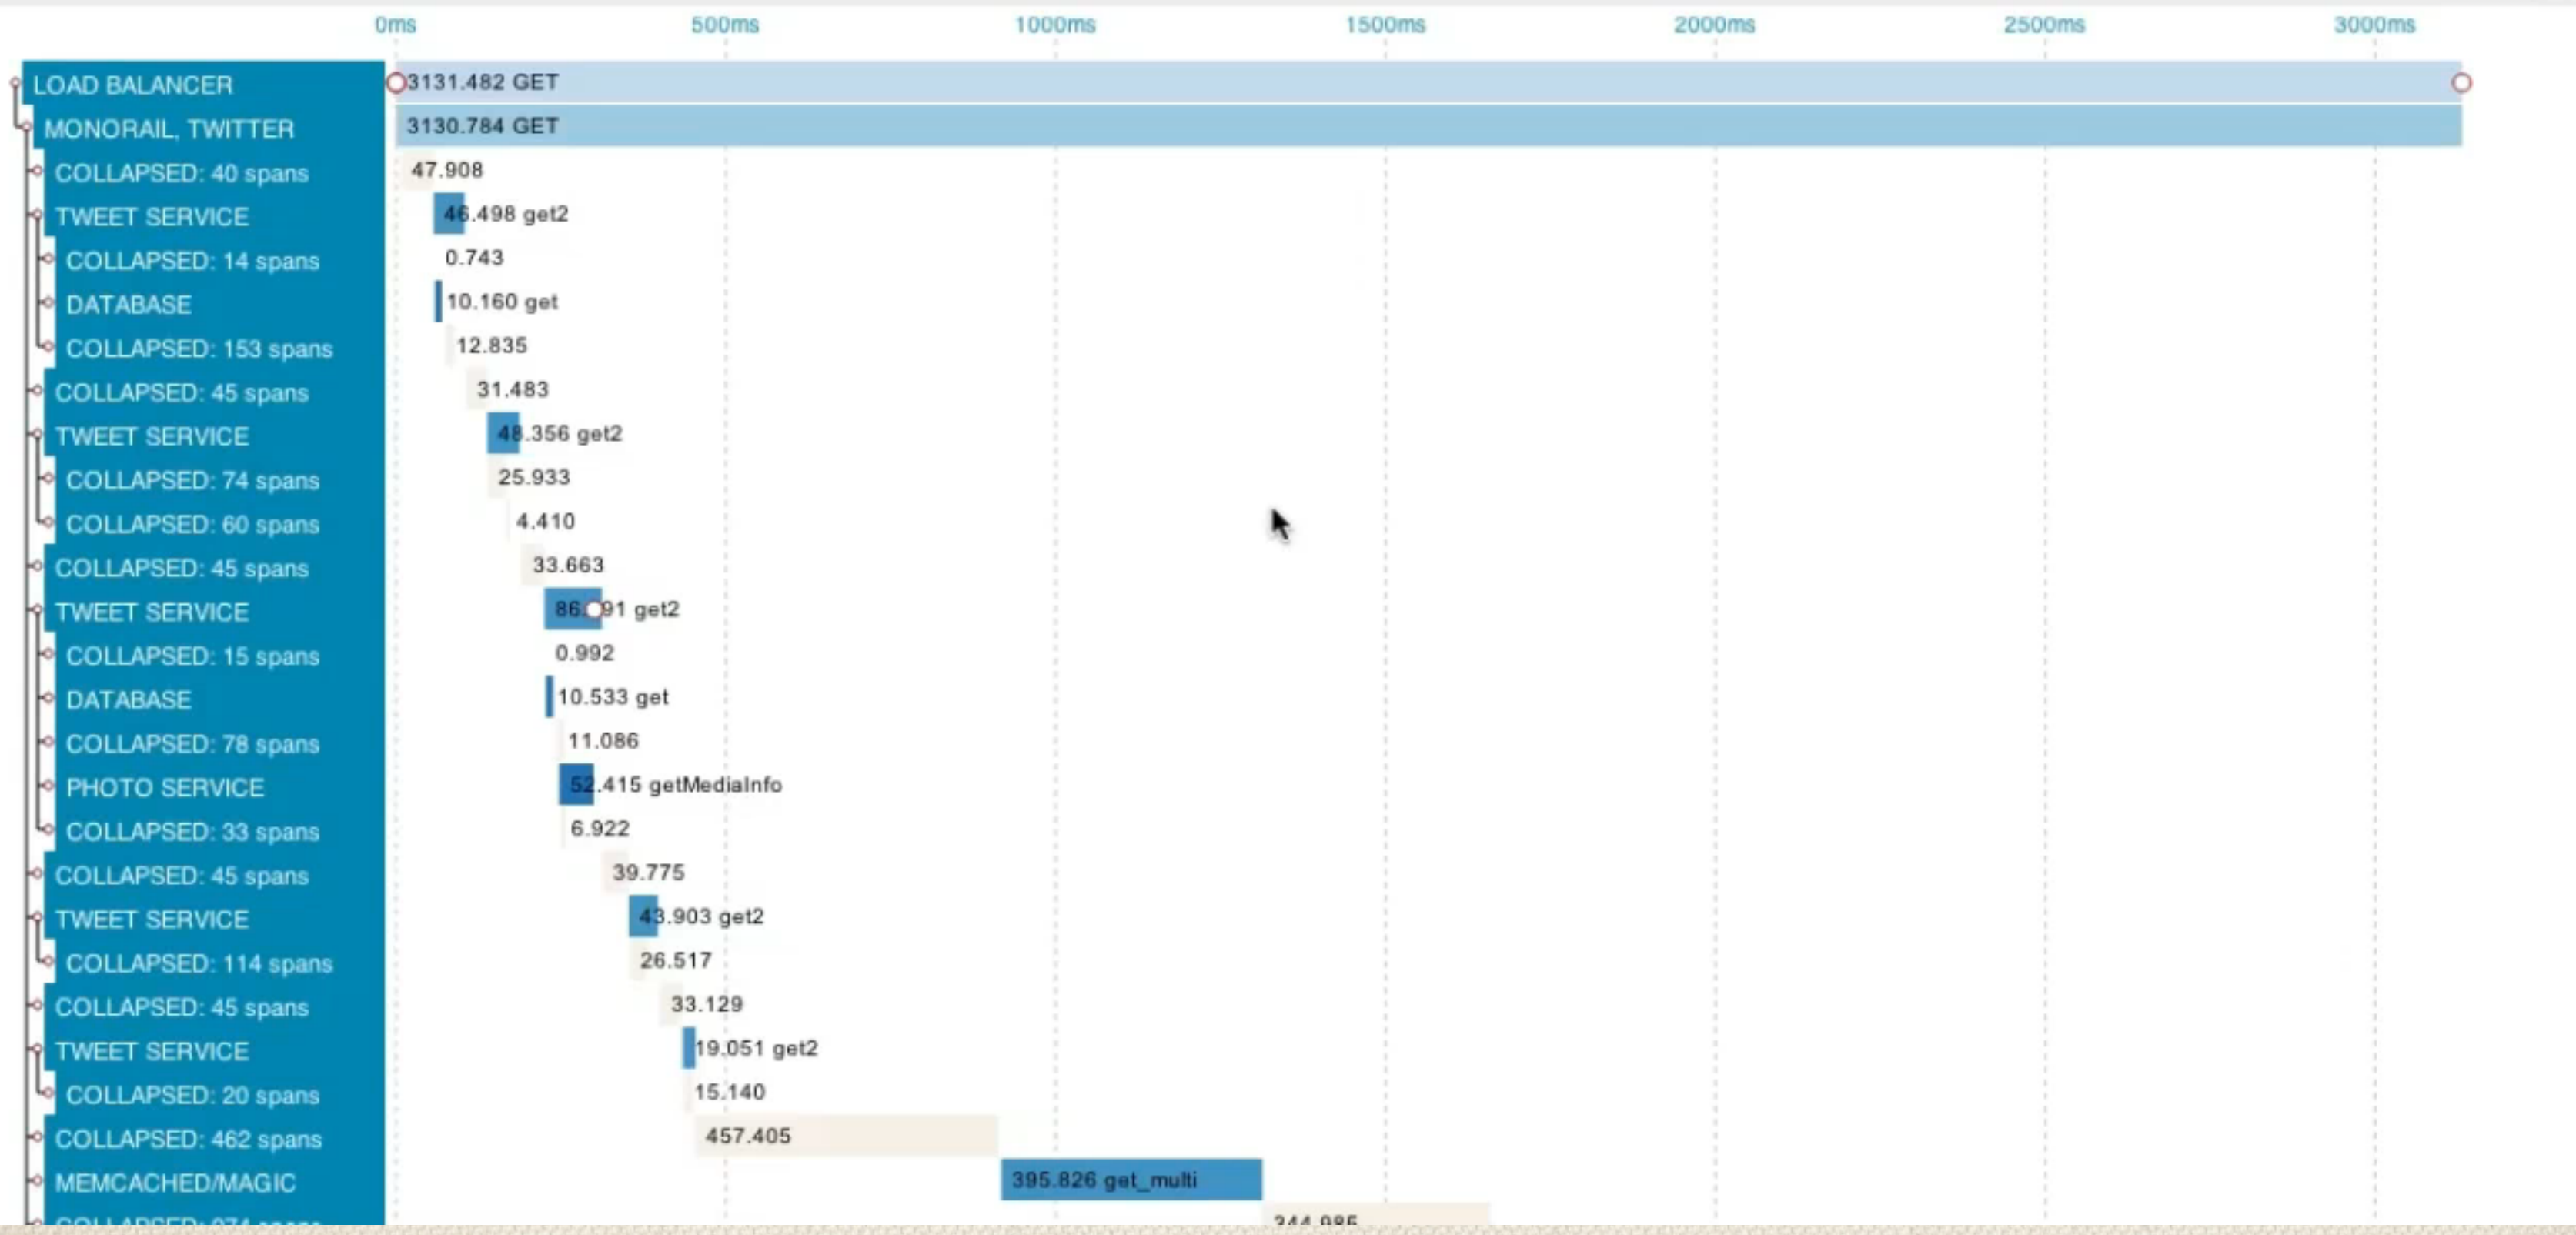 0ms 500ms 1000ms 1500ms 2000ms 2500ms 3000ms
LOAD BALANCER 3131.482 GET
MONORAIL, TWITTER 3130.784 GET
COLLAPSED: 40 spans 47.908
TWEET SERVICE 46.498 get2
COLLAPSED: 14 spans 0.743
DATABASE 10.160 get
COLLAPSED: 153 spans 12.835
COLLAPSED: 45 spans 31.483
TWEET SERVICE 48.356 get2
COLLAPSED: 74 spans 25.933
COLLAPSED: 60 spans 4.410
COLLAPSED: 45 spans 33.663
TWEET SERVICE get2
COLLAPSED: 15 spans 0.992
DATABASE 10.533 get
COLLAPSED: 78 spans 11.086
PHOTO SERVICE 52.415 getMediaInfo
COLLAPSED: 33 spans 6.922
COLLAPSED: 45 spans 39.775
TWEET SERVICE 43.903 get2
COLLAPSED: 114 spans 26.517
COLLAPSED: 45 spans 33.129
TWEET SERVICE 19.051 get2
COLLAPSED: 20 spans 15.140
COLLAPSED: 462 spans 457.405
MEMCACHED/MAGIC 395.826 get_multi
COLLAPSED: spans 344.985